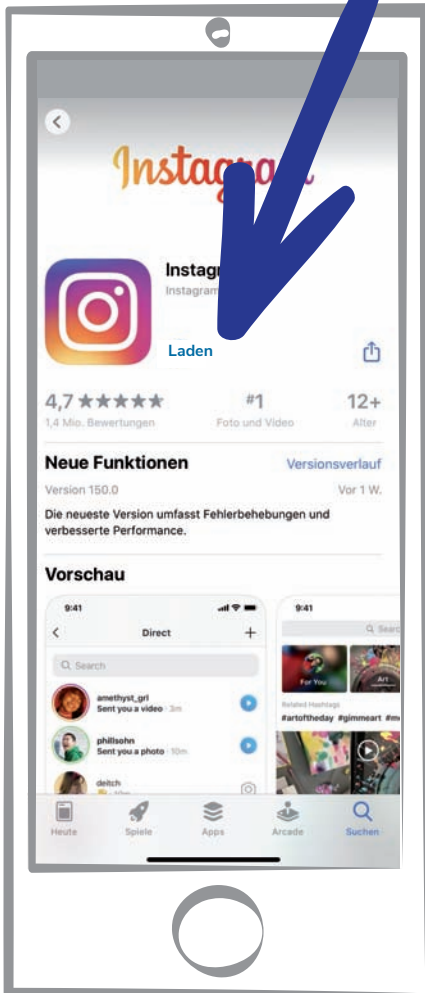 Instagram
Instagr
Instagram
Laden
4,7 ★★★★★ #1 12+
1,4 Mio. Bewertungen Foto und Video Alter
Neue Funktionen Versionsverlauf
Version 150.0 Vor 1 W.
Die neueste Version umfasst Fehlerbehebungen und
verbesserte Performance.
Vorschau
9:41 9:41
Direct
Search
amethyst_grl
Sent you a video · 3m
philllsohn
Sent you a photo · 10m
deitch
For You Art
Related Hashtags
#artoftheday #gimmeart
Heute Spiele Apps Arcade Suchen